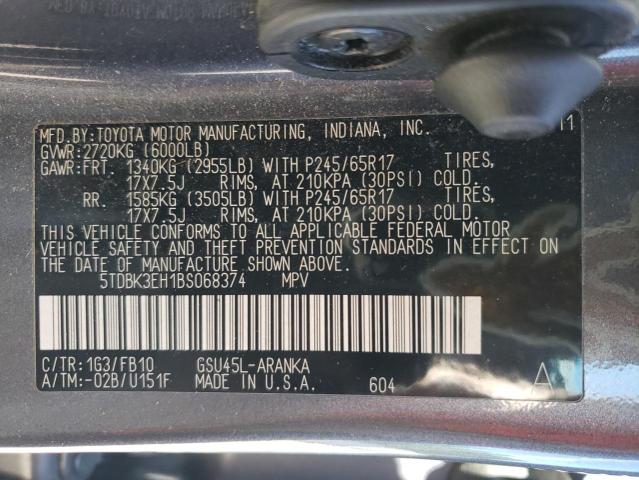 MFD.BY:TOYOTA MOTOR MANUFACTURING, INDIANA, INC. 11
GVWR:2720KG (6000LB)
GAWR:FRT. 1340KG (2955LB) WITH P245/65R17 TIRES,
17X7.5J RIMS, AT 210KPA (30PSI) COLD.
RR. 1585KG (3505LB) WITH P245/65R17 TIRES,
17X7.5J RIMS, AT 210KPA (30PSI) COLD.
THIS VEHICLE CONFORMS TO ALL APPLICABLE FEDERAL MOTOR
VEHICLE SAFETY AND THEFT PREVENTION STANDARDS IN EFFECT ON
THE DATE OF MANUFACTURE SHOWN ABOVE.
5TDBK3EH1BS068374 MPV
C/TR:1G3/FB10 GSU45L-ARANKA
A/TM:-02B/U151F MADE IN U.S.A. 604 A